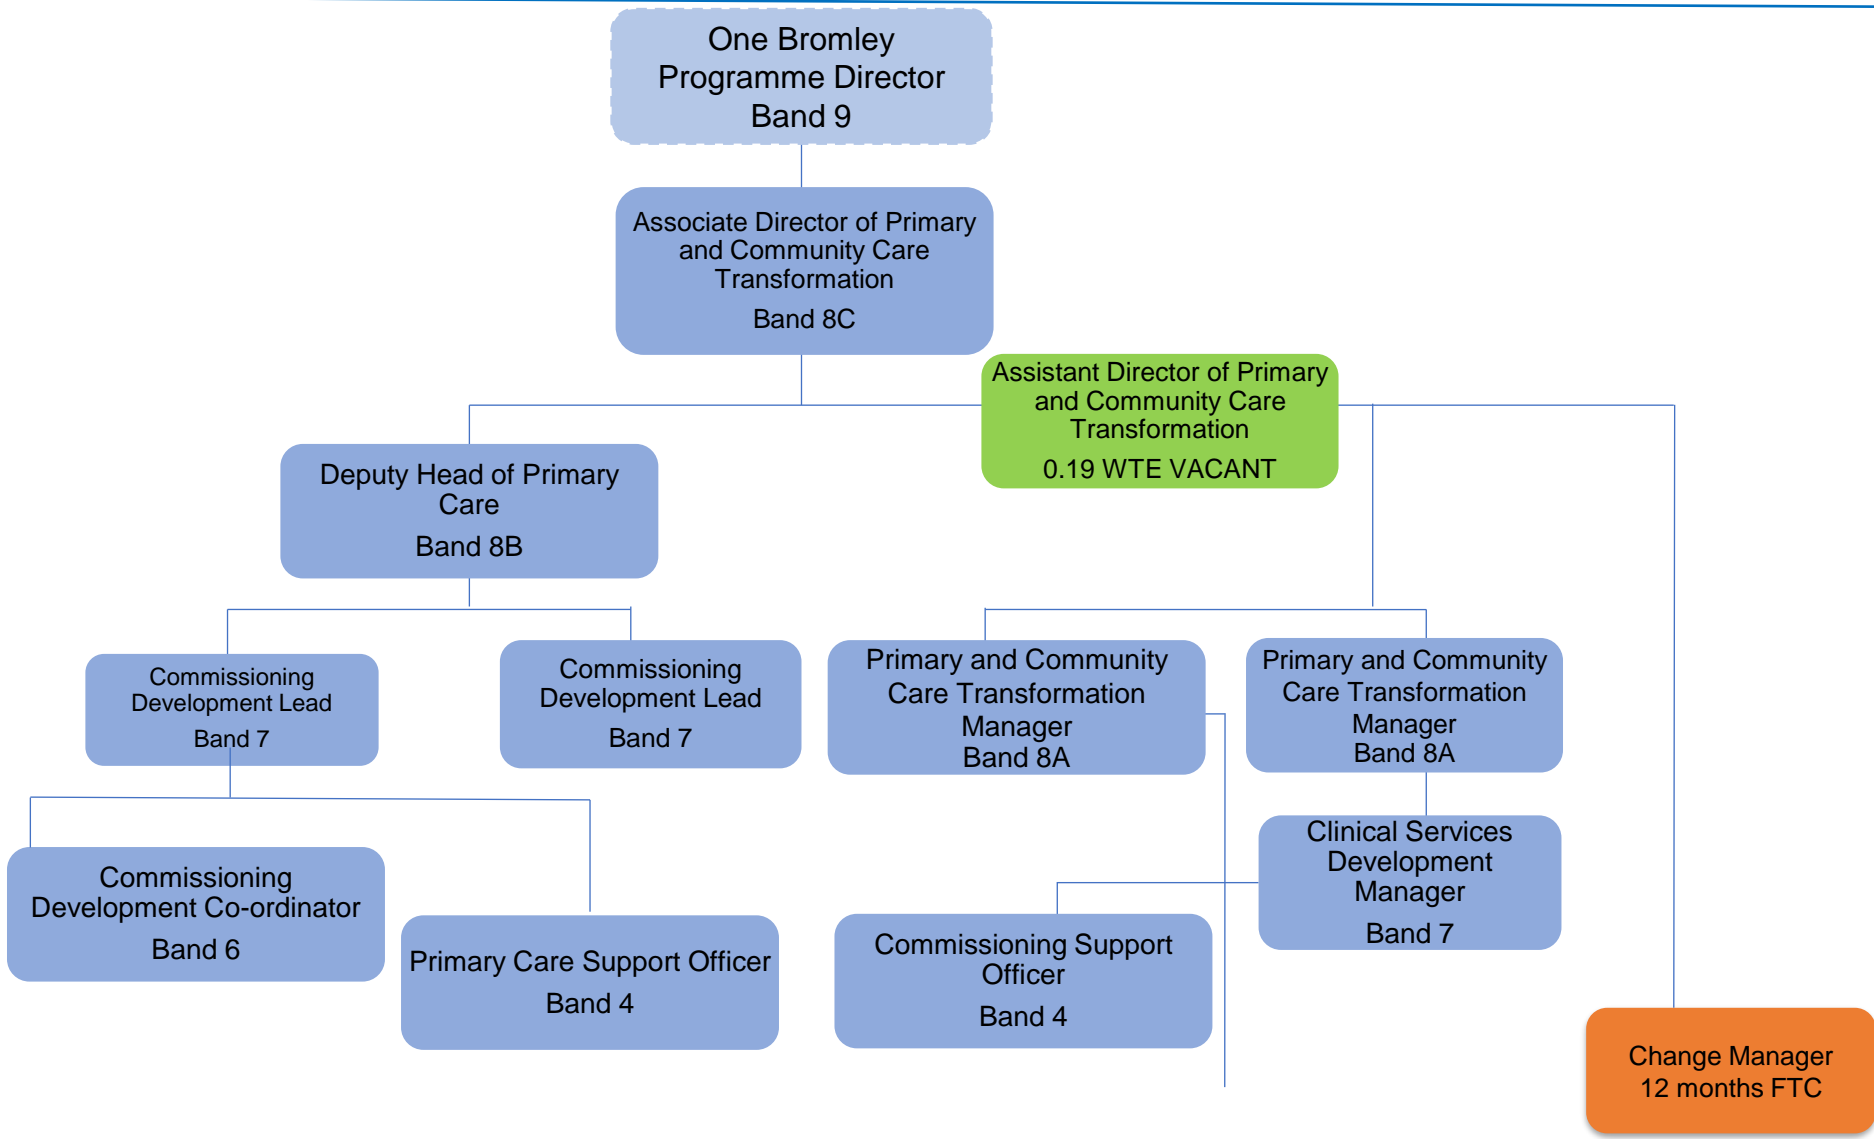 One Bromley
Programme Director
Band 9
Associate Director of Primary
and Community Care
Transformation
Band 8C
Assistant Director of Primary
and Community Care
Transformation
0.19 WTE VACANT
Deputy Head of Primary
Care
Band 8B
Commissioning
Development Lead
Band 7
Commissioning
Development Lead
Band 7
Primary and Community
Care Transformation
Manager
Band 8A
Primary and Community
Care Transformation
Manager
Band 8A
Clinical Services
Development
Manager
Band 7
Commissioning
Development Co-ordinator
Band 6
Primary Care Support Officer
Band 4
Commissioning Support
Officer
Band 4
Change Manager
12 months FTC